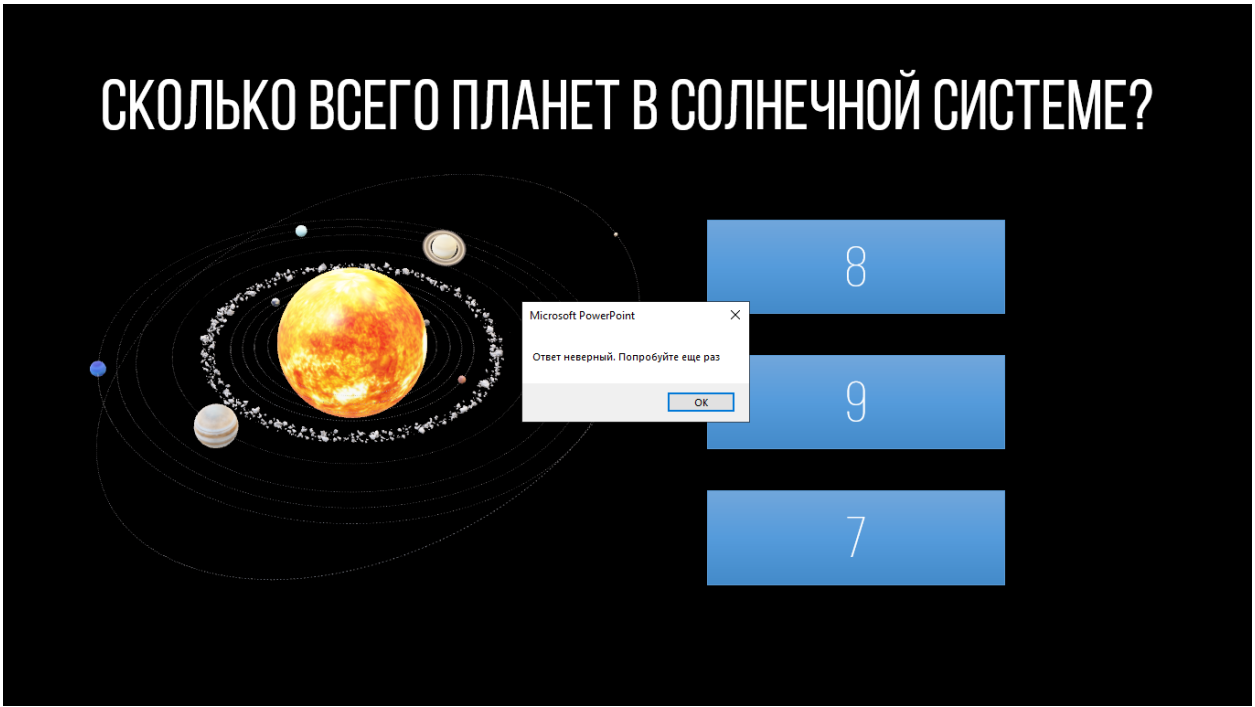 СКОЛЬКО ВСЕГО ПЛАНЕТ В СОЛНЕЧНОЙ СИСТЕМЕ?
8
Microsoft PowerPoint
Ответ неверный. Попробуйте еще раз
OK
9
7